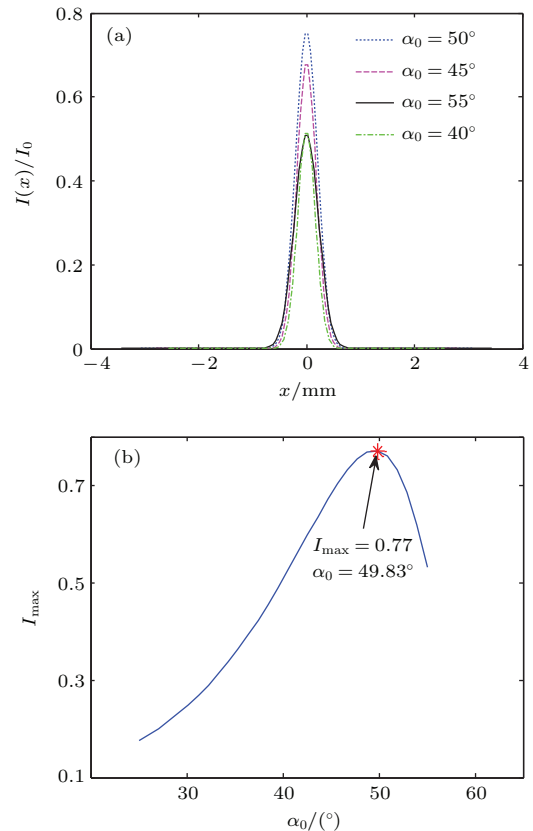 (a)
α₀ = 50°
α₀ = 45°
α₀ = 55°
α₀ = 40°
I(x)/I₀
0.8
0.6
0.4
0.2
0
−4 −2 0 2 4
x/mm
(b)
I_max = 0.77
α₀ = 49.83°
I_max
0.7
0.5
0.3
0.1
30 40 50 60
α₀/(°)